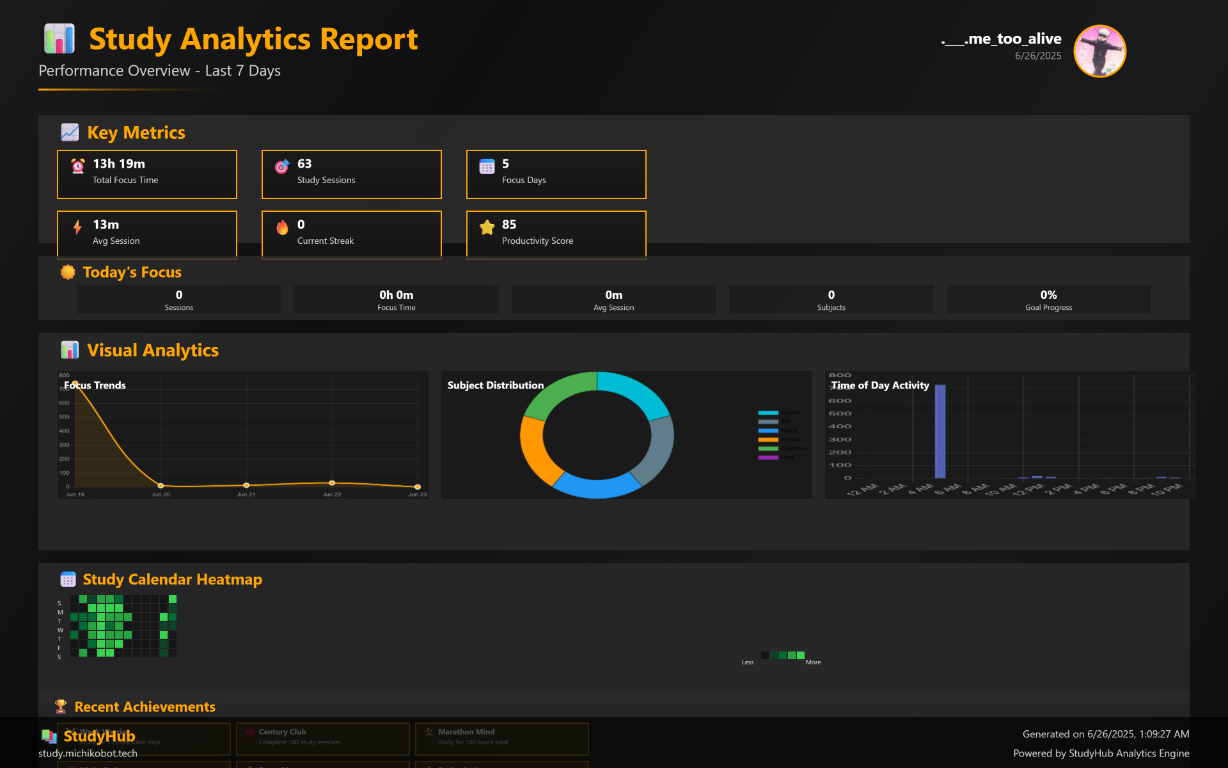 Study Analytics Report
Performance Overview - Last 7 Days
.___.me_too_alive
6/26/2025
Key Metrics
13h 19m
Total Focus Time
63
Study Sessions
5
Focus Days
13m
Avg Session
0
Current Streak
85
Productivity Score
Today's Focus
0
Sessions
0h 0m
Focus Time
0m
Avg Session
0
Subjects
0%
Goal Progress
Visual Analytics
Focus Trends
800
600
500
400
300
200
100
0
Jun 19
Jun 20
Jun 21
Jun 22
Jun 23
Subject Distribution
Time of Day Activity
800
600
500
400
300
200
100
0
12 AM
2 AM
4 AM
6 AM
8 AM
10 AM
12 PM
2 PM
4 PM
6 PM
8 PM
10 PM
Study Calendar Heatmap
S
M
T
W
T
F
S
Less
More
Recent Achievements
Century Club
Complete 100 study sessions
Marathon Mind
Study for 100 hours total
StudyHub
study.michikobot.tech
Generated on 6/26/2025, 1:09:27 AM
Powered by StudyHub Analytics Engine